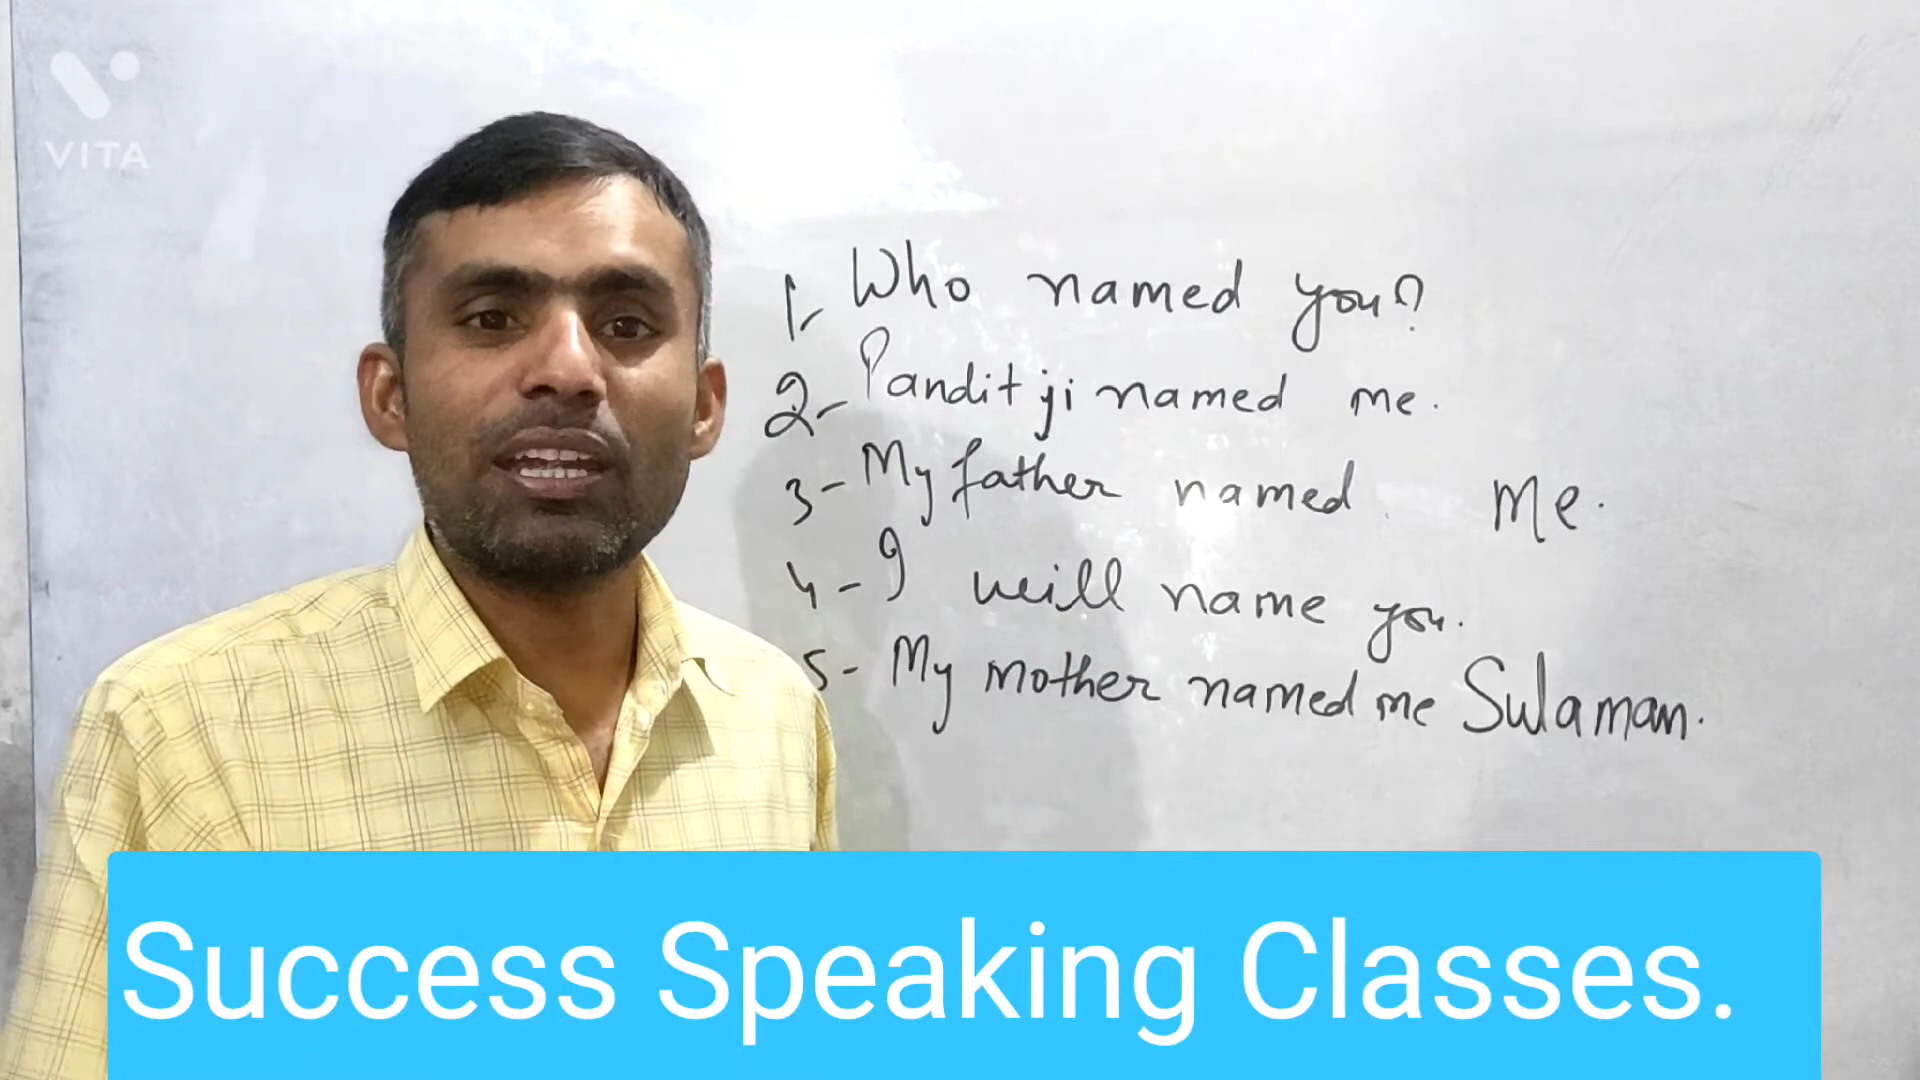 VITA
1- Who named you?
2- Pandit ji named me.
3- My father named me.
4- I will name you.
5- My mother named me Sulaman.
Success Speaking Classes.